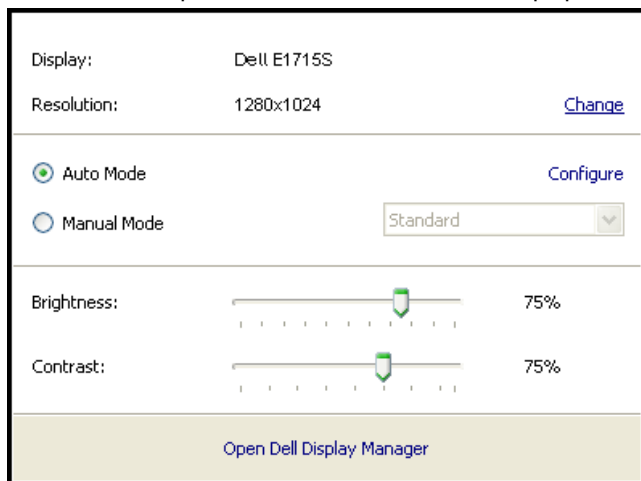 Display: Dell E1715S
Resolution: 1280x1024 Change
Auto Mode Configure
Manual Mode Standard
Brightness: 75%
Contrast: 75%
Open Dell Display Manager